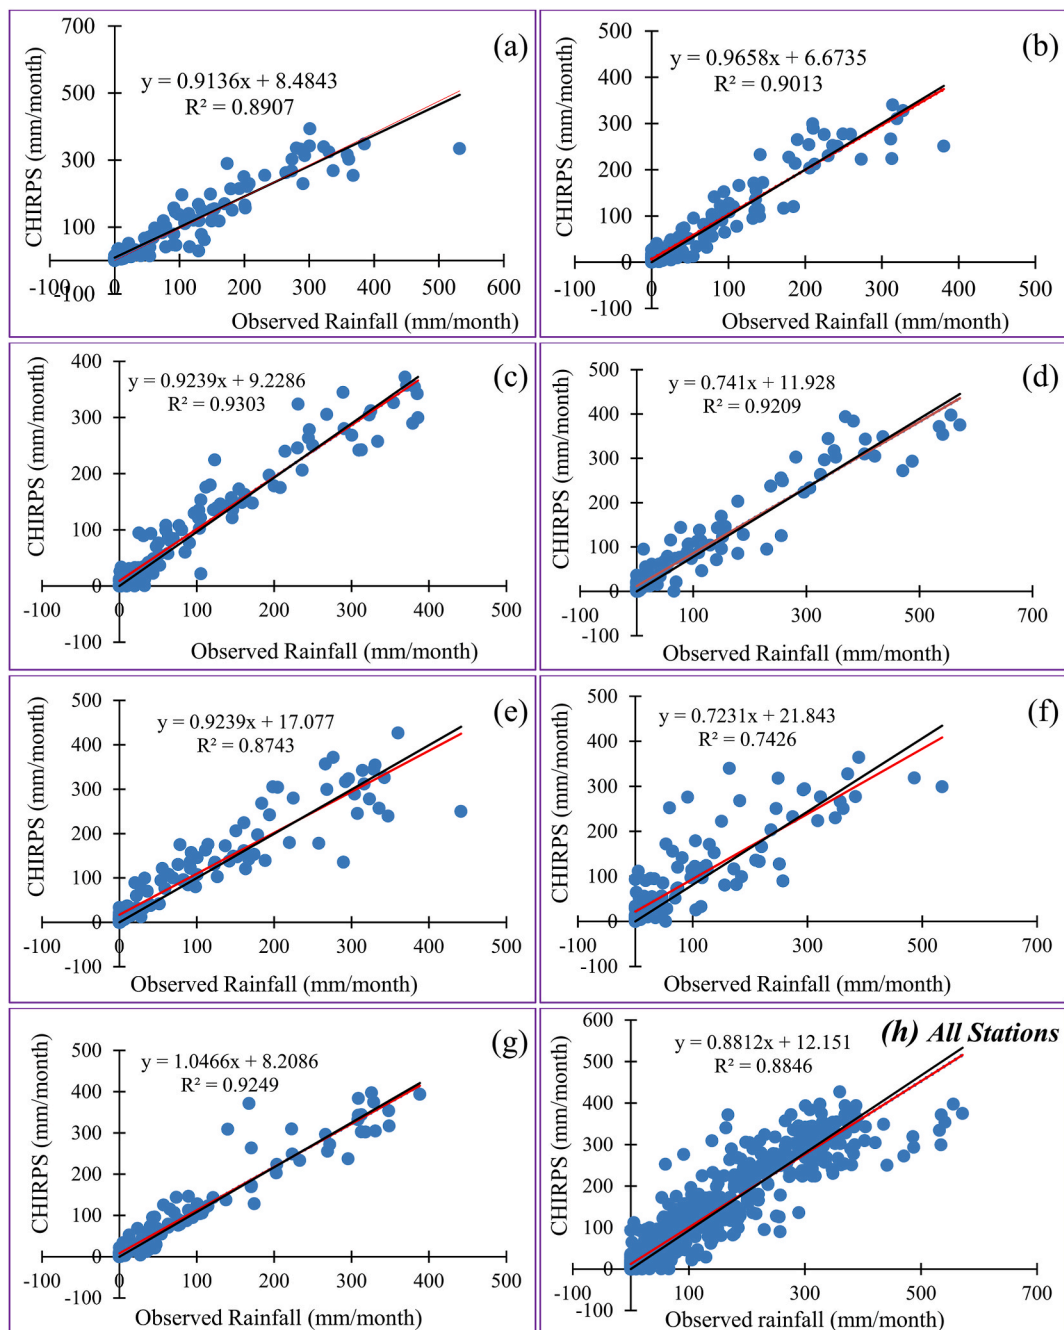 (a)
y = 0.9136x + 8.4843
R² = 0.8907
CHIRPS (mm/month)
700
500
300
100
-100
-100 0 100 200 300 400 500 600
Observed Rainfall (mm/month)
(b)
y = 0.9658x + 6.6735
R² = 0.9013
CHIRPS (mm/month)
500
400
300
200
100
0
-100
-100 0 100 200 300 400 500
Observed Rainfall (mm/month)
(c)
y = 0.9239x + 9.2286
R² = 0.9303
CHIRPS (mm/month)
400
300
200
100
0
-100
-100 0 100 200 300 400 500
Observed Rainfall (mm/month)
(d)
y = 0.741x + 11.928
R² = 0.9209
CHIRPS (mm/month)
500
400
300
200
100
0
-100
-100 100 300 500 700
Observed Rainfall (mm/month)
(e)
y = 0.9239x + 17.077
R² = 0.8743
CHIRPS (mm/month)
500
400
300
200
100
0
-100
-100 0 100 200 300 400 500
Observed Rainfall (mm/month)
(f)
y = 0.7231x + 21.843
R² = 0.7426
CHIRPS (mm/month)
500
400
300
200
100
0
-100
-100 100 300 500 700
Observed Rainfall (mm/month)
(g)
y = 1.0466x + 8.2086
R² = 0.9249
CHIRPS (mm/month)
500
400
300
200
100
0
-100
-100 0 100 200 300 400 500
Observed Rainfall (mm/month)
(h) All Stations
y = 0.8812x + 12.151
R² = 0.8846
CHIRPS (mm/month)
600
500
400
300
200
100
0
-100
-100 100 300 500 700
Observed rainfall (mm/month)